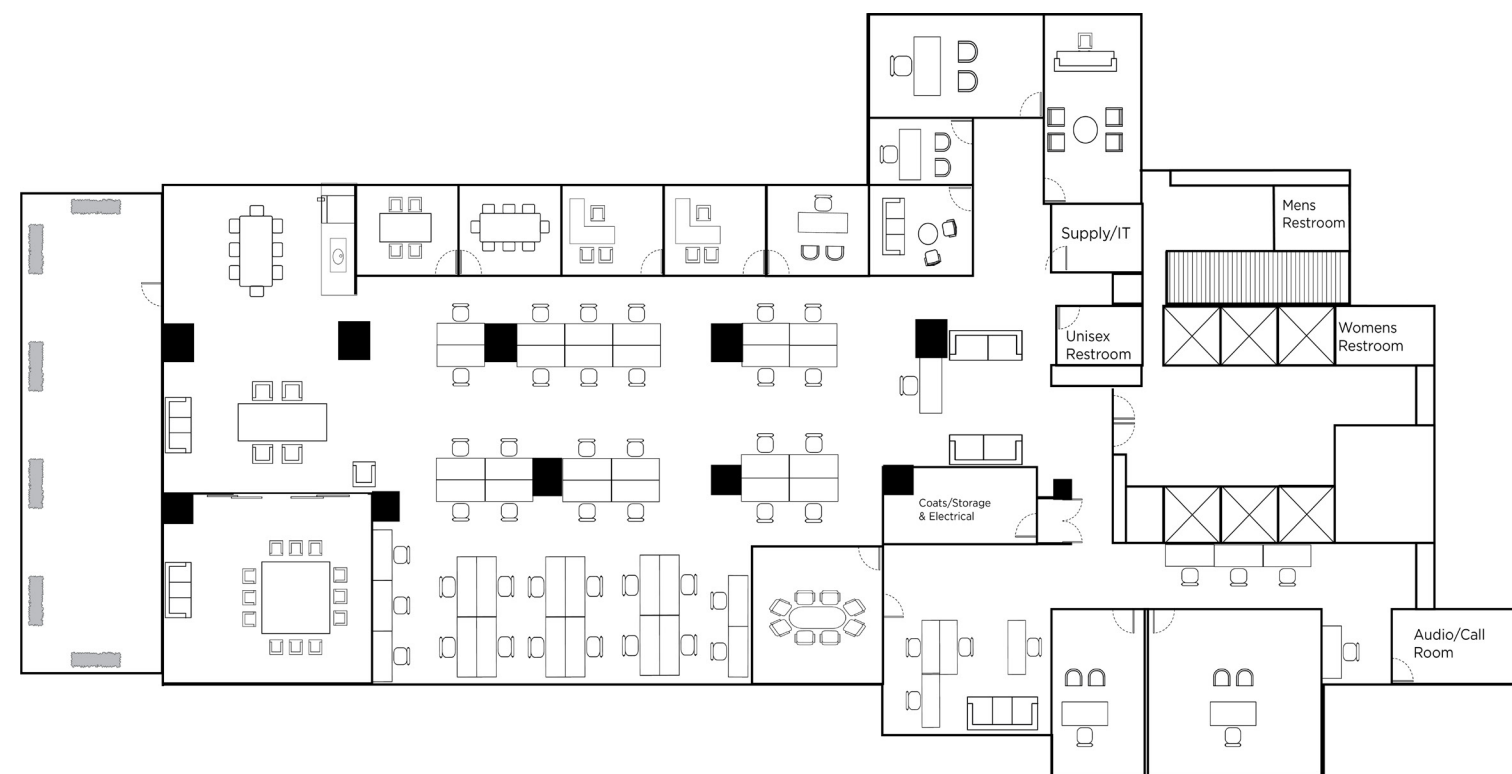 Mens
Restroom
Supply/IT
Unisex
Restroom
Womens
Restroom
Coats/Storage
& Electrical
Audio/Call
Room